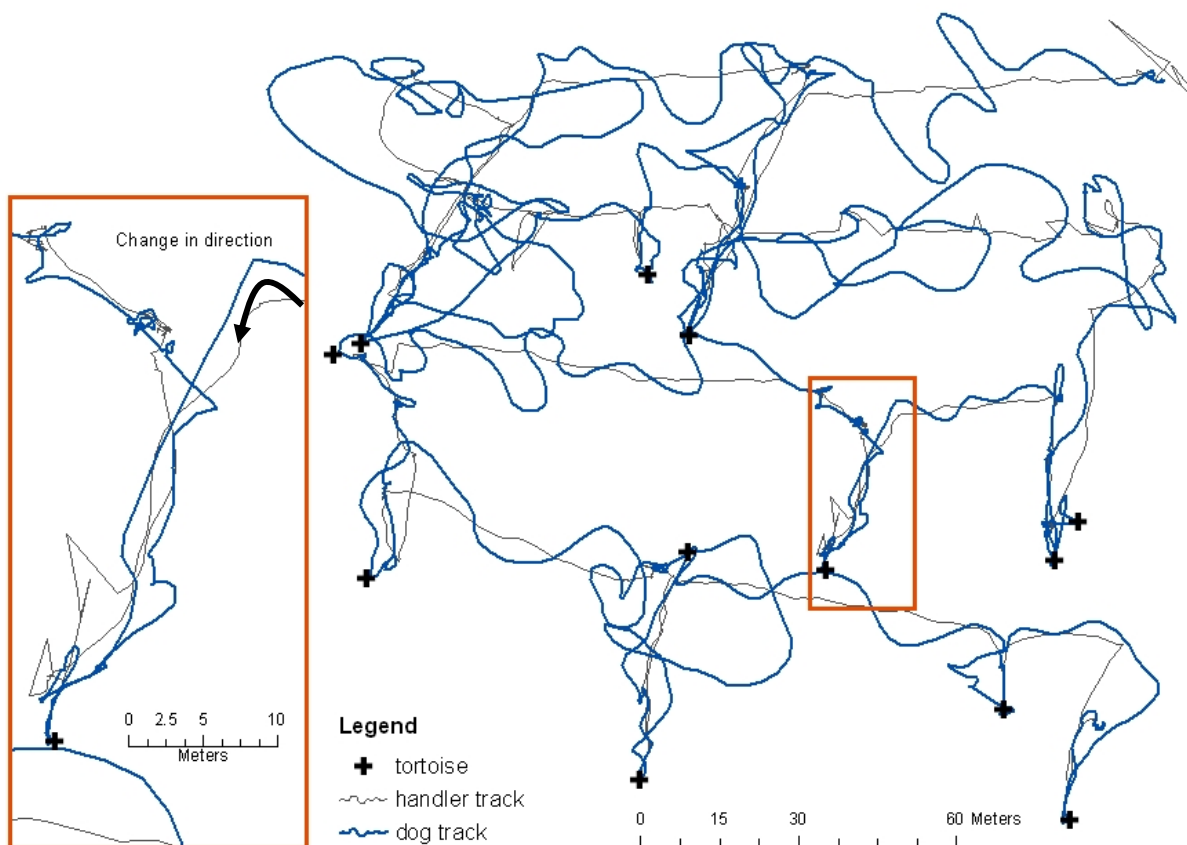 Change in direction
0 2.5 5 10
Meters
Legend
tortoise
handler track
dog track
0 15 30 60 Meters